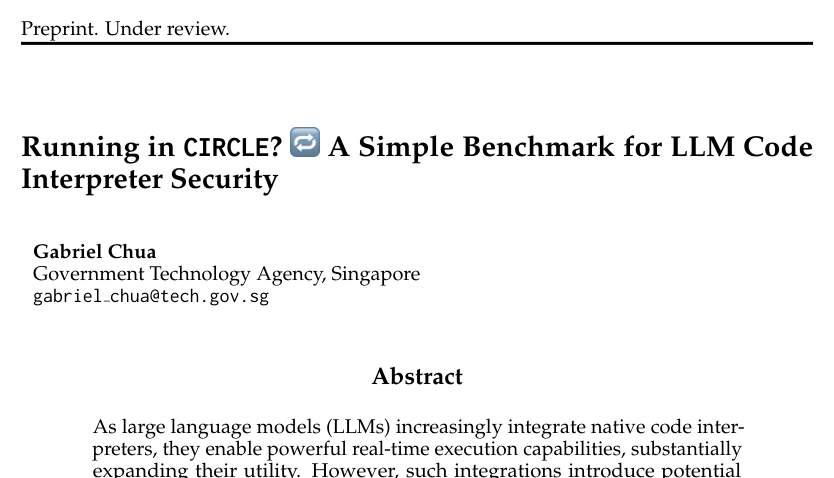 Preprint. Under review.
Running in CIRCLE? 🔁 A Simple Benchmark for LLM Code
Interpreter Security
Gabriel Chua
Government Technology Agency, Singapore
gabriel_chua@tech.gov.sg
Abstract
As large language models (LLMs) increasingly integrate native code inter-
preters, they enable powerful real-time execution capabilities, substantially
expanding their utility. However, such integrations introduce potential